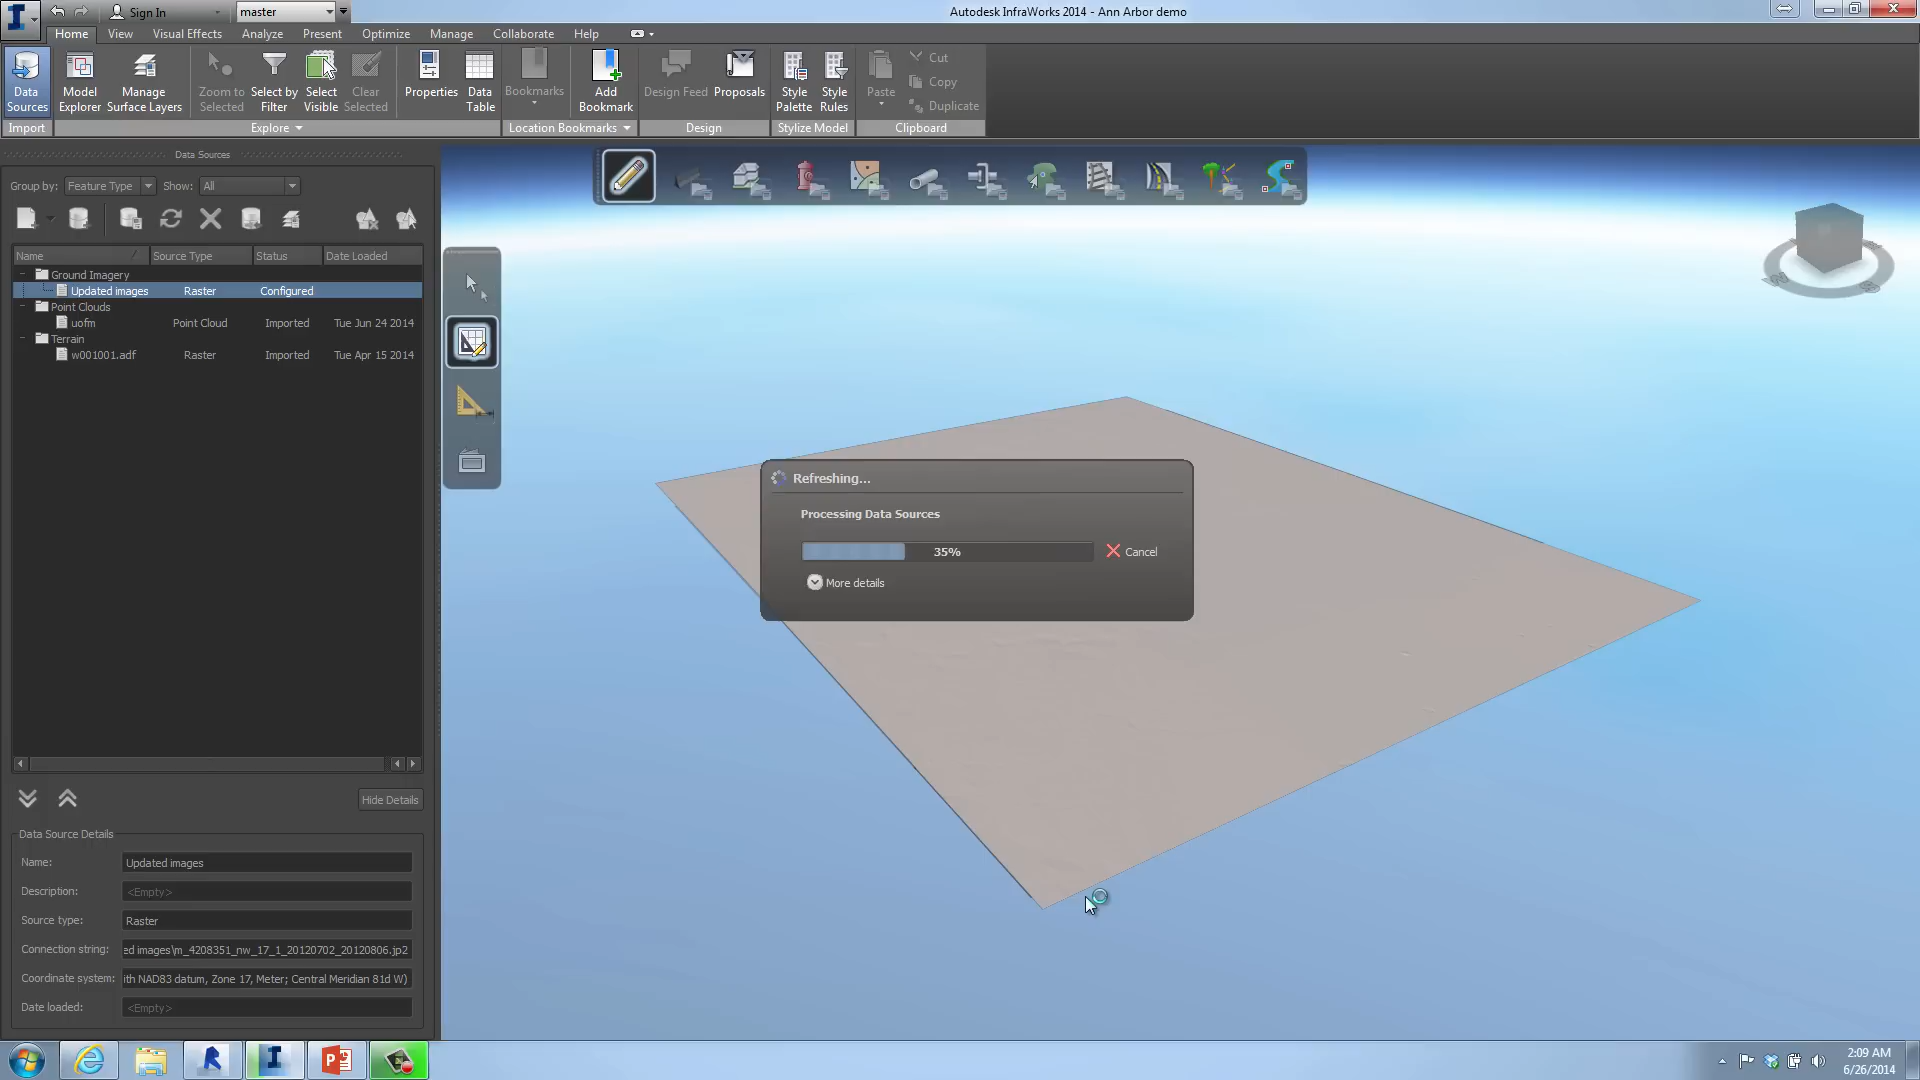 Sign In
master
Autodesk InfraWorks 2014 - Ann Arbor demo
Home View Visual Effects Analyze Present Optimize Manage Collaborate Help
Data Sources
Model Explorer
Manage Surface Layers
Zoom to Selected
Select by Filter
Select Visible
Clear Selected
Properties
Data Table
Bookmarks
Add Bookmark
Design Feed
Proposals
Style Palette
Style Rules
Paste
Cut
Copy
Duplicate
Import Explore Location Bookmarks Design Stylize Model Clipboard
Data Sources
Group by: Feature Type Show: All
Name Source Type Status Date Loaded
Ground Imagery
Updated images Raster Configured
Point Clouds
uofm Point Cloud Imported Tue Jun 24 2014
Terrain
w001001.adf Raster Imported Tue Apr 15 2014
Refreshing...
Processing Data Sources
35% Cancel
More details
Hide Details
Data Source Details
Name: Updated images
Description: <Empty>
Source type: Raster
Connection string: ed images\m_4208351_nw_17_1_20120702_20120806.jp2
Coordinate system: ith NAD83 datum, Zone 17, Meter; Central Meridian 81d W)
Date loaded: <Empty>
2:09 AM
6/26/2014